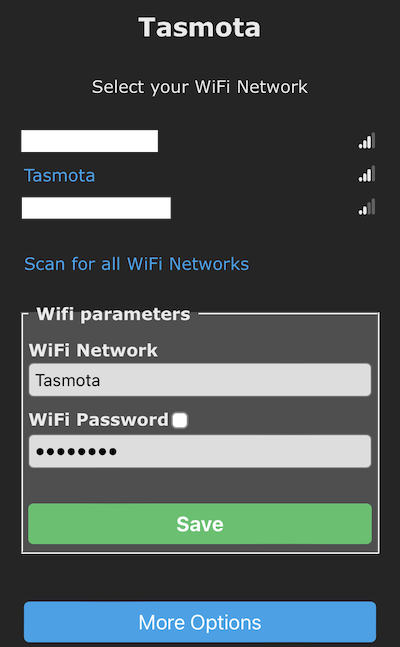 Tasmota
Select your WiFi Network
Tasmota
Scan for all WiFi Networks
Wifi parameters
WiFi Network
Tasmota
WiFi Password
••••••••
Save
More Options